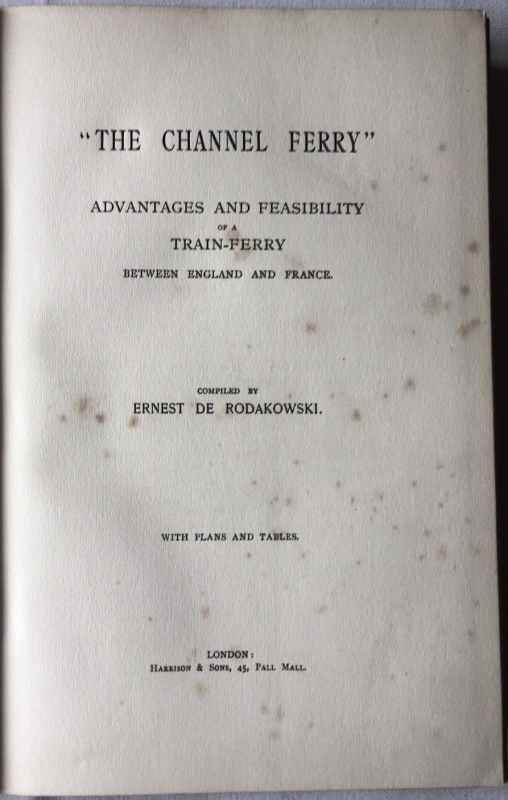 "THE CHANNEL FERRY"
ADVANTAGES AND FEASIBILITY
OF A
TRAIN-FERRY
BETWEEN ENGLAND AND FRANCE.
COMPILED BY
ERNEST DE RODAKOWSKI.
WITH PLANS AND TABLES.
LONDON:
HARRISON & SONS, 45, PALL MALL.